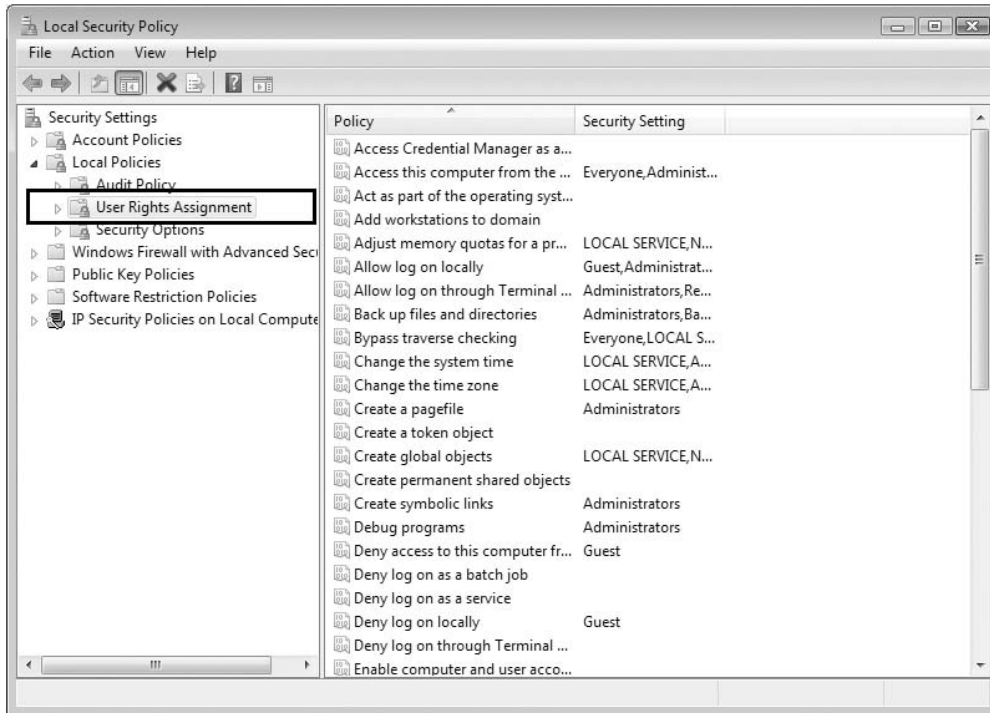 Local Security Policy
File Action View Help
Security Settings
Account Policies
Local Policies
Audit Policy
User Rights Assignment
Security Options
Windows Firewall with Advanced Secu
Public Key Policies
Software Restriction Policies
IP Security Policies on Local Compute
Policy Security Setting
Access Credential Manager as a...
Access this computer from the ... Everyone,Administ...
Act as part of the operating syst...
Add workstations to domain
Adjust memory quotas for a pr... LOCAL SERVICE,N...
Allow log on locally Guest,Administrat...
Allow log on through Terminal ... Administrators,Re...
Back up files and directories Administrators,Ba...
Bypass traverse checking Everyone,LOCAL S...
Change the system time LOCAL SERVICE,A...
Change the time zone LOCAL SERVICE,A...
Create a pagefile Administrators
Create a token object
Create global objects LOCAL SERVICE,N...
Create permanent shared objects
Create symbolic links Administrators
Debug programs Administrators
Deny access to this computer fr... Guest
Deny log on as a batch job
Deny log on as a service
Deny log on locally Guest
Deny log on through Terminal ...
Enable computer and user acco...